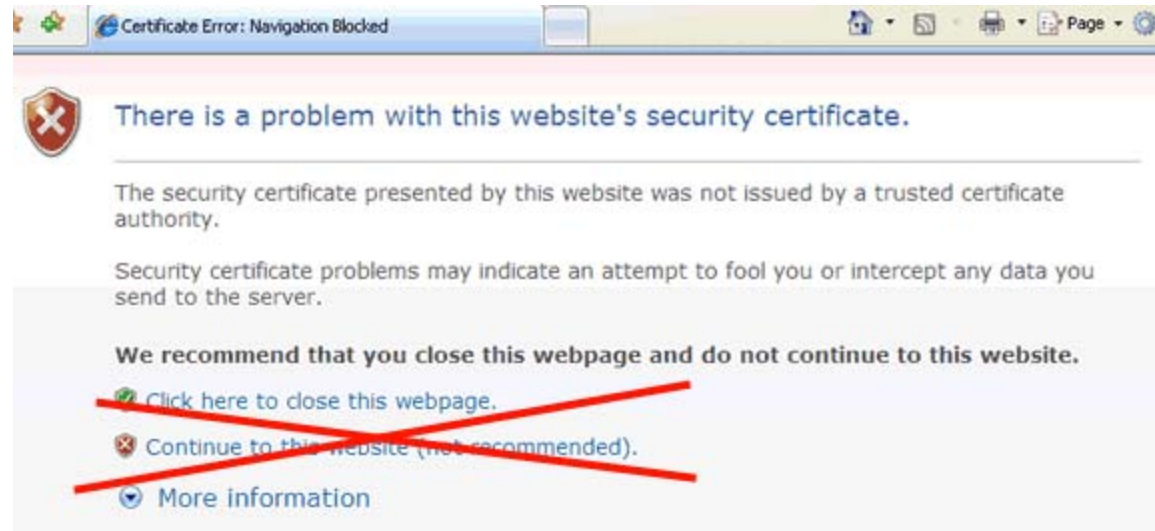 Certificate Error: Navigation Blocked
Page
There is a problem with this website's security certificate.
The security certificate presented by this website was not issued by a trusted certificate
authority.
Security certificate problems may indicate an attempt to fool you or intercept any data you
send to the server.
We recommend that you close this webpage and do not continue to this website.
Click here to close this webpage.
Continue to this website (not recommended).
More information